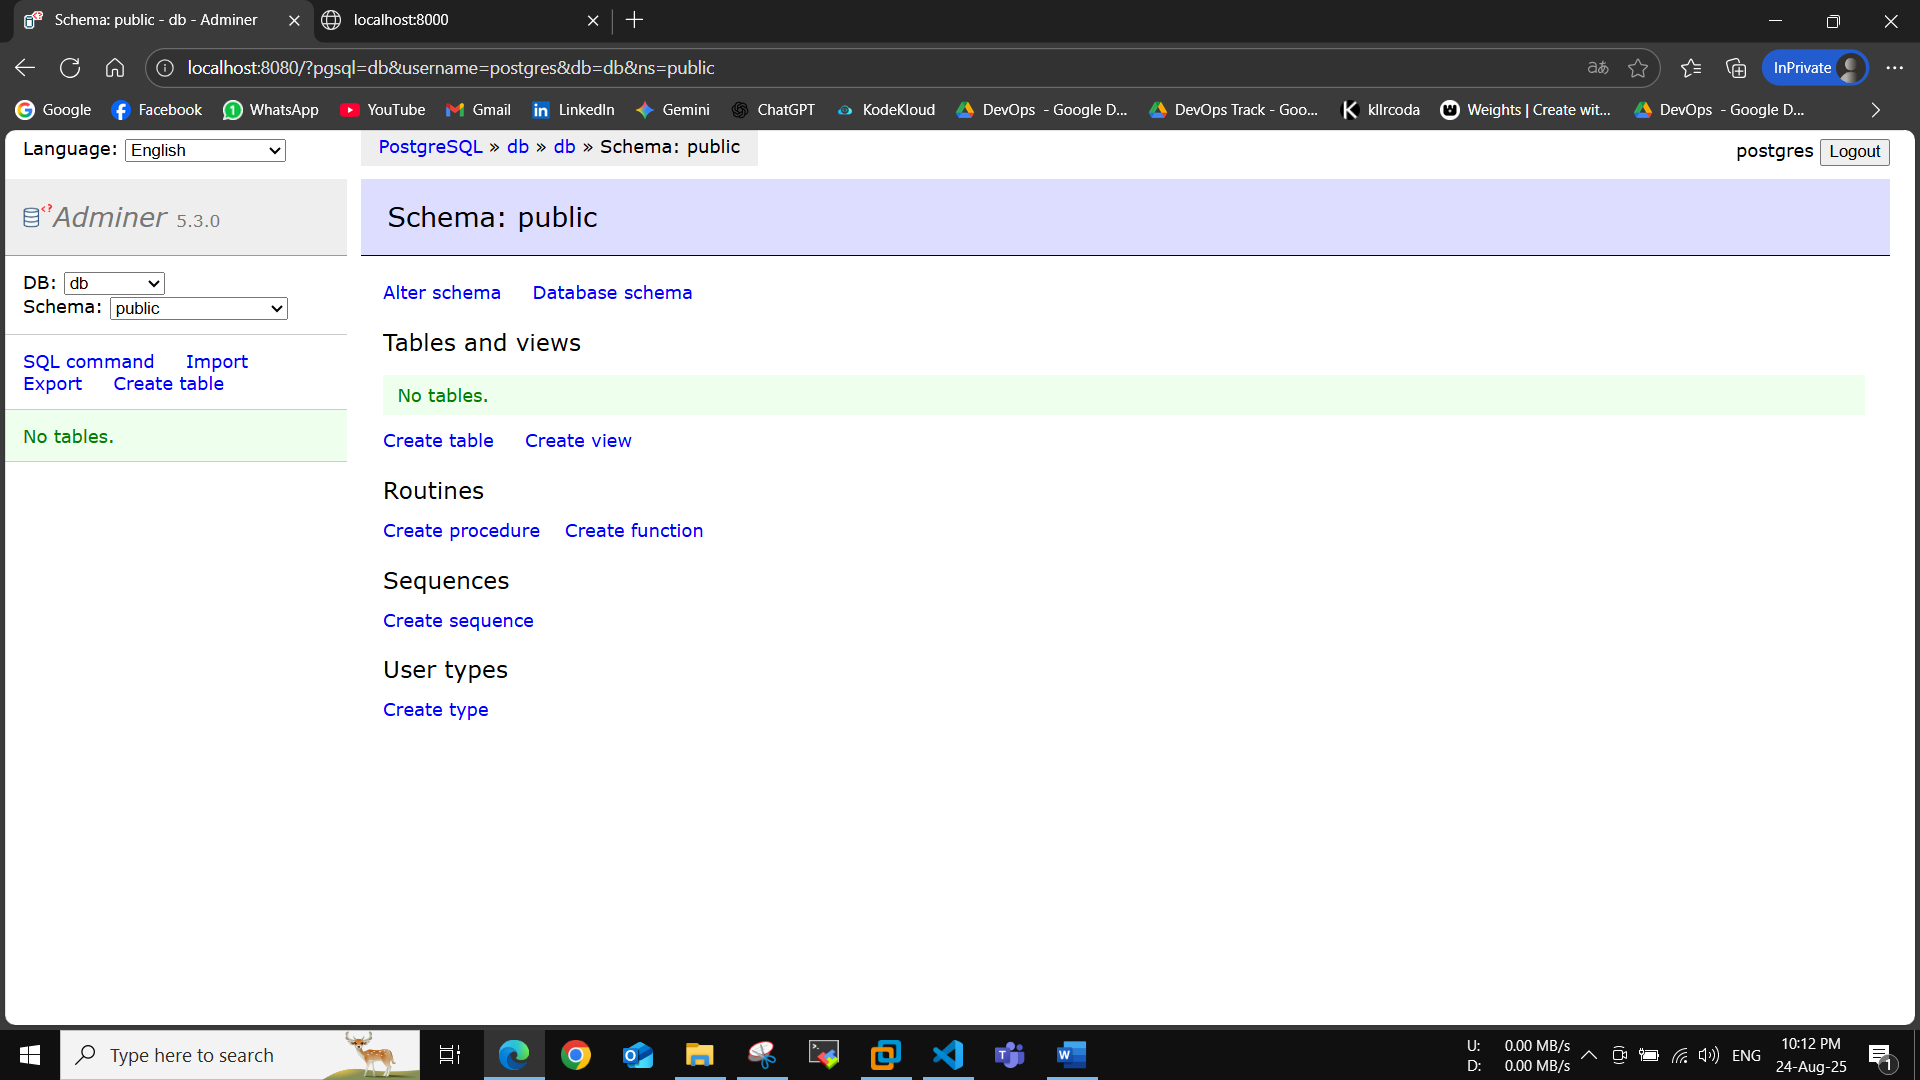 Schema: public - db - Adminer
localhost:8000
localhost:8080/?pgsql=db&username=postgres&db=db&ns=public
aあ
InPrivate
Google Facebook WhatsApp YouTube Gmail LinkedIn Gemini ChatGPT KodeKloud DevOps - Google D... DevOps Track - Goo... kllrcoda Weights | Create wit... DevOps - Google D...
Language: English
PostgreSQL » db » db » Schema: public
postgres Logout
Adminer 5.3.0
Schema: public
DB: db
Schema: public
SQL command Import
Export Create table
No tables.
Alter schema Database schema
Tables and views
No tables.
Create table Create view
Routines
Create procedure Create function
Sequences
Create sequence
User types
Create type
Type here to search
U: 0.00 MB/s
D: 0.00 MB/s
ENG
10:12 PM
24-Aug-25
1